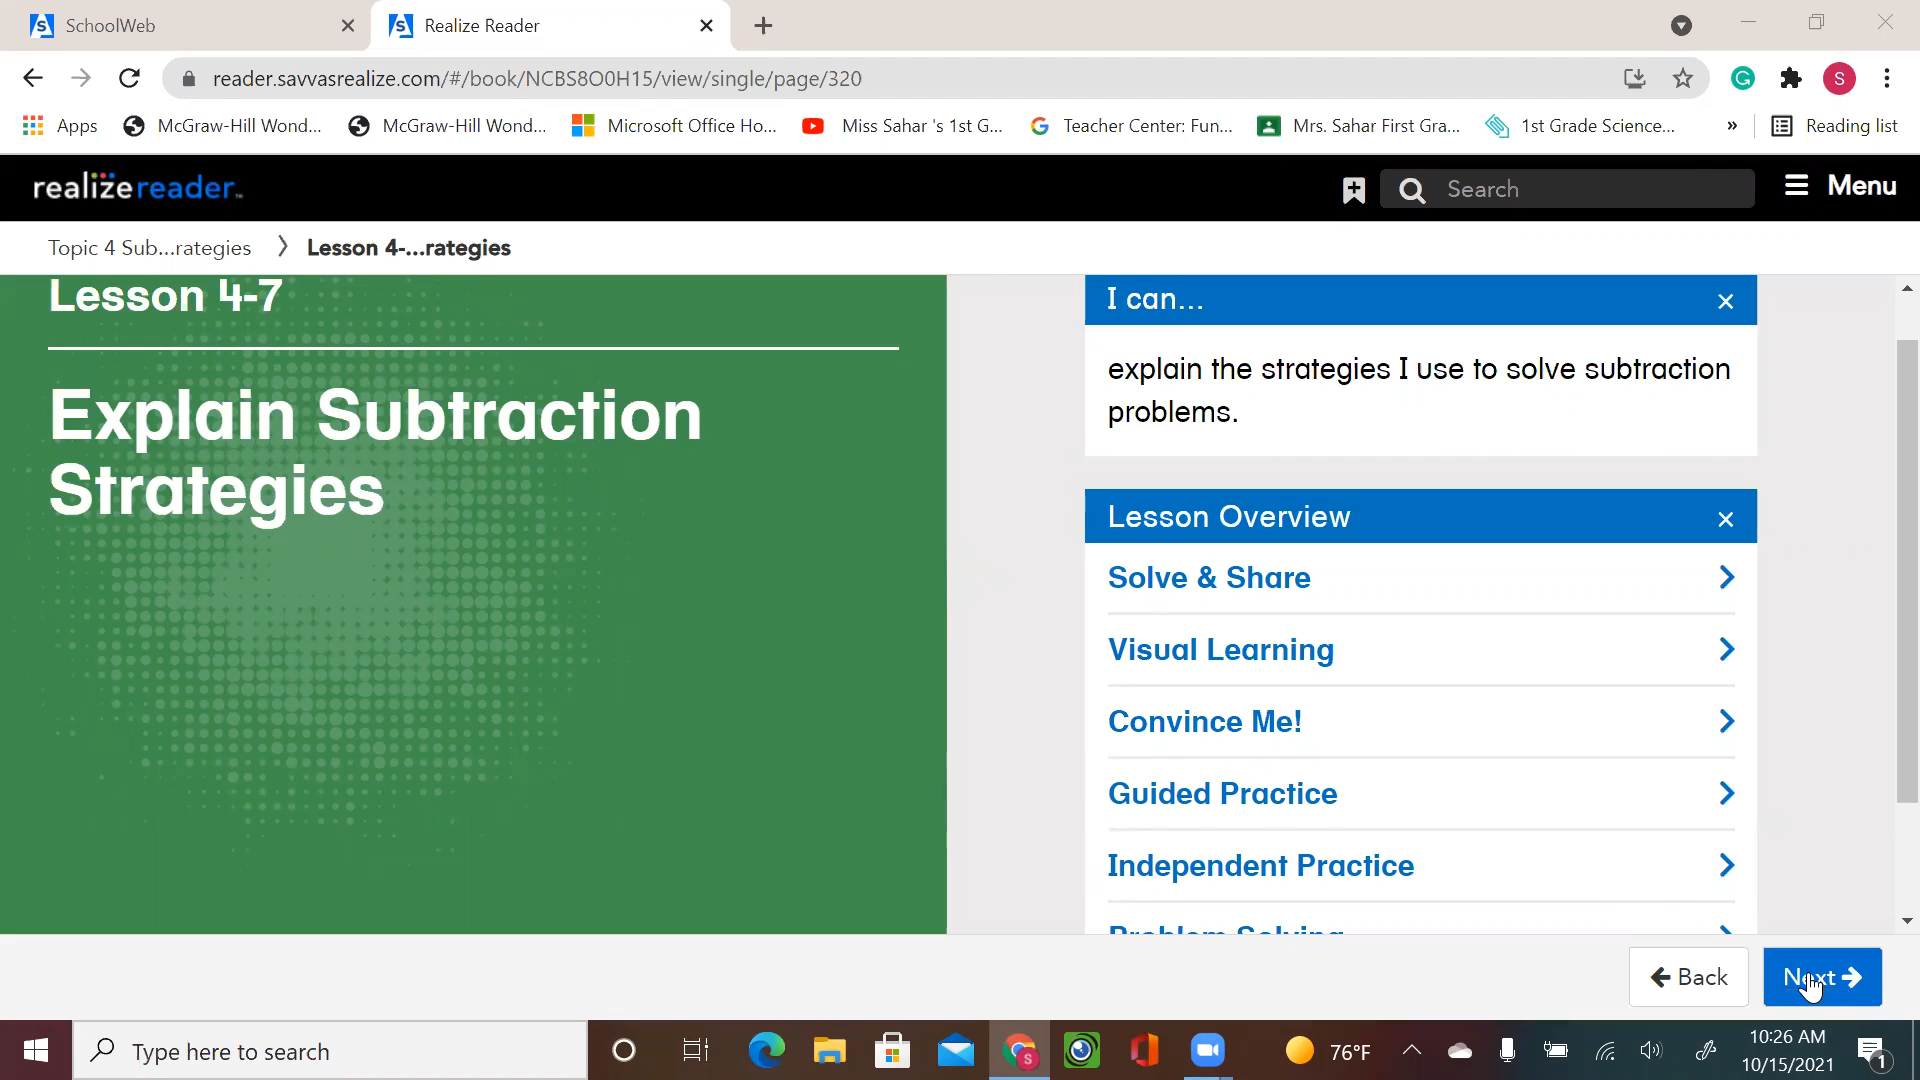 SchoolWeb
Realize Reader
reader.savvasrealize.com/#/book/NCBS8O0H15/view/single/page/320
S
Apps
McGraw-Hill Wond...
McGraw-Hill Wond...
Microsoft Office Ho...
Miss Sahar 's 1st G...
Teacher Center: Fun...
Mrs. Sahar First Gra...
1st Grade Science...
»
Reading list
realizereader™
Search
Menu
Topic 4 Sub...rategies
Lesson 4-...rategies
Lesson 4-7
Explain Subtraction
Strategies
I can...
explain the strategies I use to solve subtraction
problems.
Lesson Overview
Solve & Share
Visual Learning
Convince Me!
Guided Practice
Independent Practice
Problem Solving
Back
Next
Type here to search
76°F
10:26 AM
10/15/2021
1